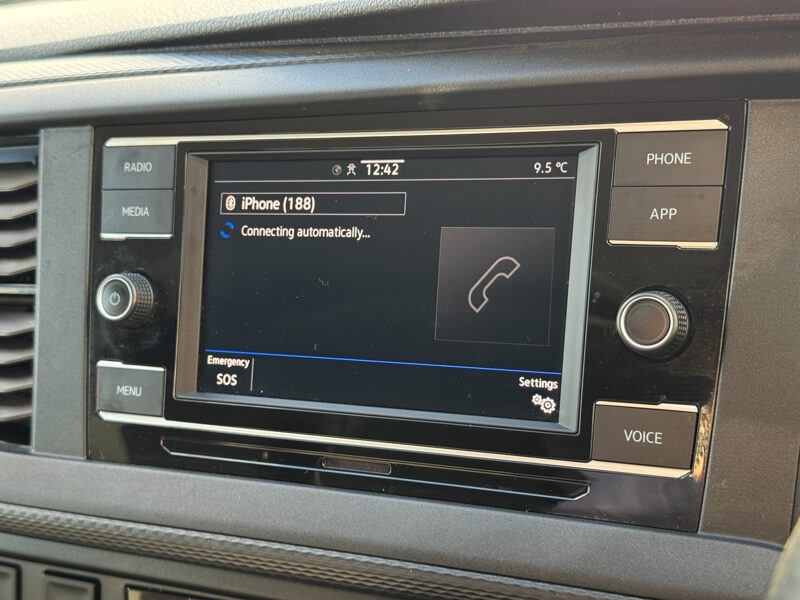 RADIO
MEDIA
MENU
12:42
9.5 °C
iPhone (188)
Connecting automatically...
Emergency
SOS
Settings
PHONE
APP
VOICE